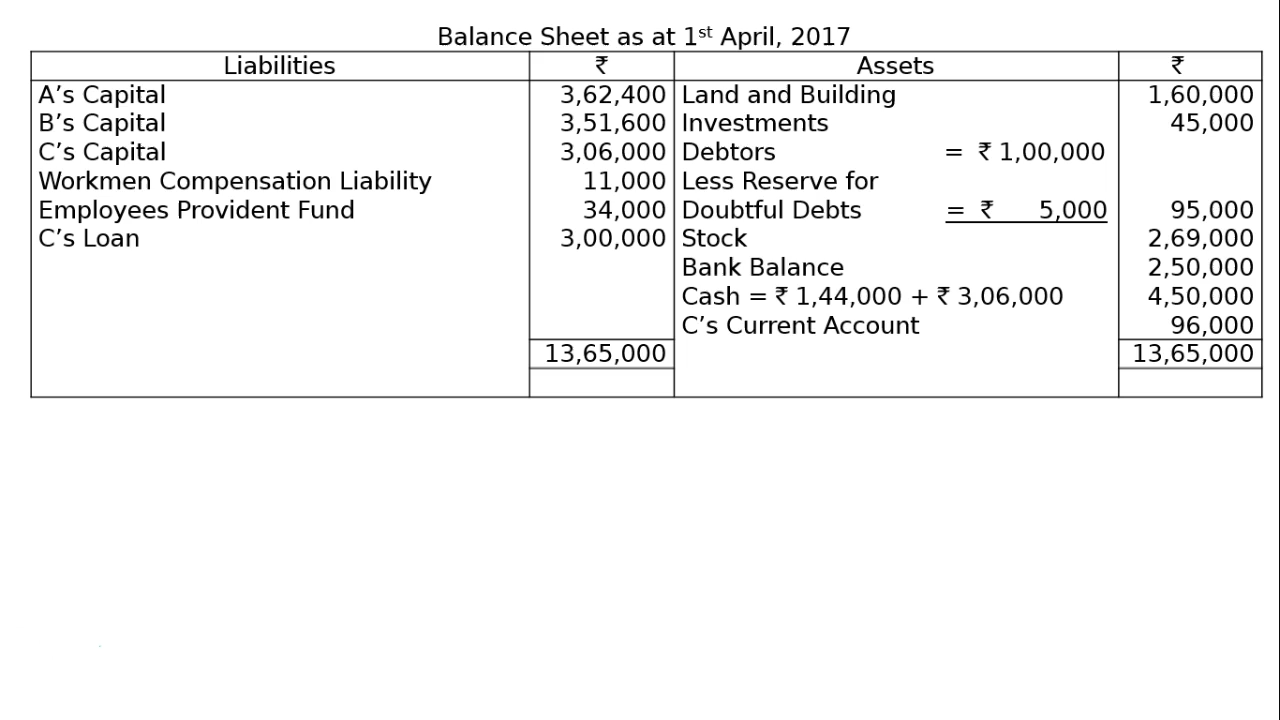 Balance Sheet as at 1st April, 2017
Liabilities ₹ Assets ₹
A’s Capital 3,62,400 Land and Building 1,60,000
B’s Capital 3,51,600 Investments 45,000
C’s Capital 3,06,000 Debtors = ₹ 1,00,000
Workmen Compensation Liability 11,000 Less Reserve for
Employees Provident Fund 34,000 Doubtful Debts = ₹ 5,000 95,000
C’s Loan 3,00,000 Stock 2,69,000
Bank Balance 2,50,000
Cash = ₹ 1,44,000 + ₹ 3,06,000 4,50,000
C’s Current Account 96,000
13,65,000 13,65,000